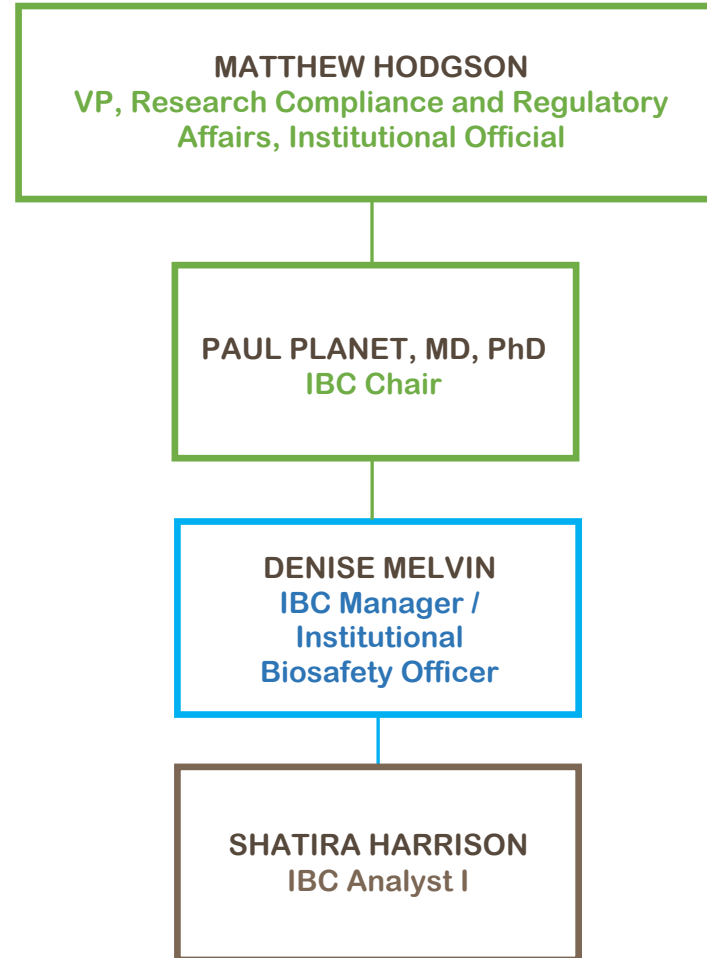 MATTHEW HODGSON
VP, Research Compliance and Regulatory
Affairs, Institutional Official
PAUL PLANET, MD, PhD
IBC Chair
DENISE MELVIN
IBC Manager /
Institutional
Biosafety Officer
SHATIRA HARRISON
IBC Analyst I